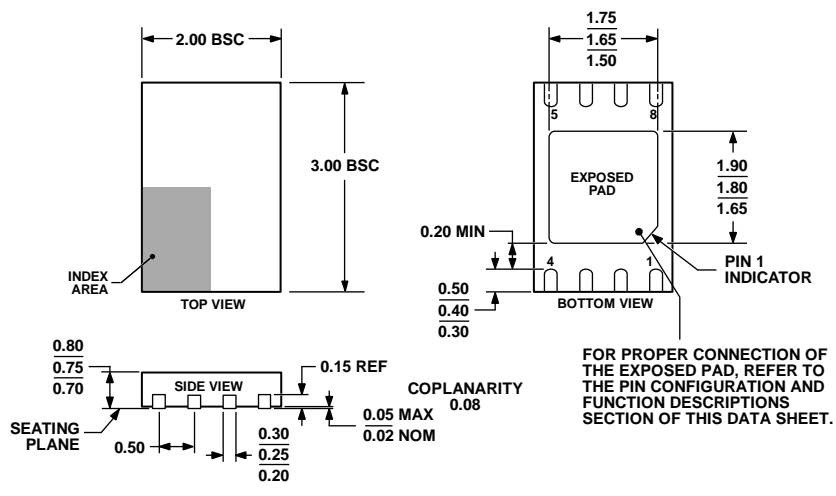 2.00 BSC
3.00 BSC
INDEX
AREA
TOP VIEW
1.75
1.65
1.50
5
8
EXPOSED
PAD
1.90
1.80
1.65
0.20 MIN
4
1
PIN 1
INDICATOR
0.50
0.40
0.30
BOTTOM VIEW
FOR PROPER CONNECTION OF
THE EXPOSED PAD, REFER TO
THE PIN CONFIGURATION AND
FUNCTION DESCRIPTIONS
SECTION OF THIS DATA SHEET.
0.80
0.75
0.70
SIDE VIEW
0.15 REF
COPLANARITY
0.08
SEATING
PLANE
0.50
0.30
0.25
0.20
0.05 MAX
0.02 NOM